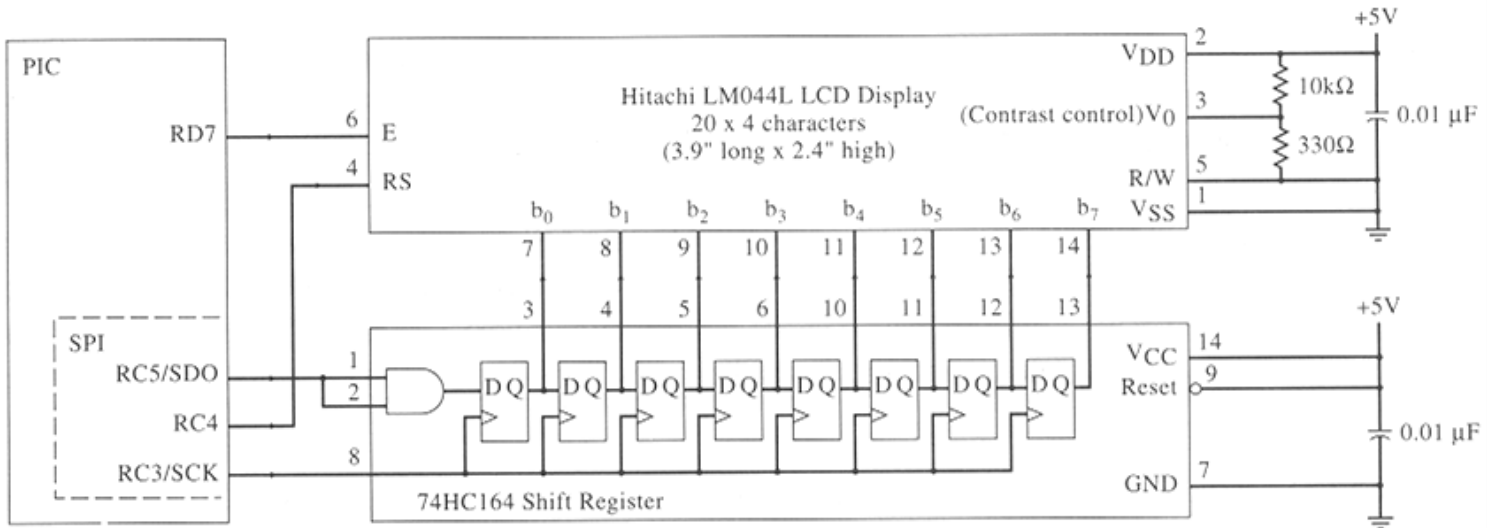 PIC
RD7
6
E
4
RS
Hitachi LM044L LCD Display
20 x 4 characters
(3.9" long x 2.4" high)
VDD
2
+5V
(Contrast control)V0
3
10kΩ
0.01 µF
330Ω
R/W
5
VSS
1
b0 b1 b2 b3 b4 b5 b6 b7
7 8 9 10 11 12 13 14
3 4 5 6 10 11 12 13
SPI
RC5/SDO
1
2
RC4
RC3/SCK
8
D Q D Q D Q D Q D Q D Q D Q D Q
VCC
14
+5V
Reset
9
0.01 µF
GND
7
74HC164 Shift Register